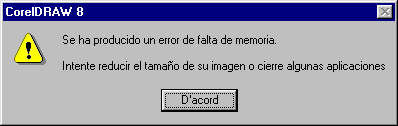 CorelDRAW 8
Se ha producido un error de falta de memoria.
Intente reducir el tamaño de su imagen o cierre algunas aplicaciones
D'acord